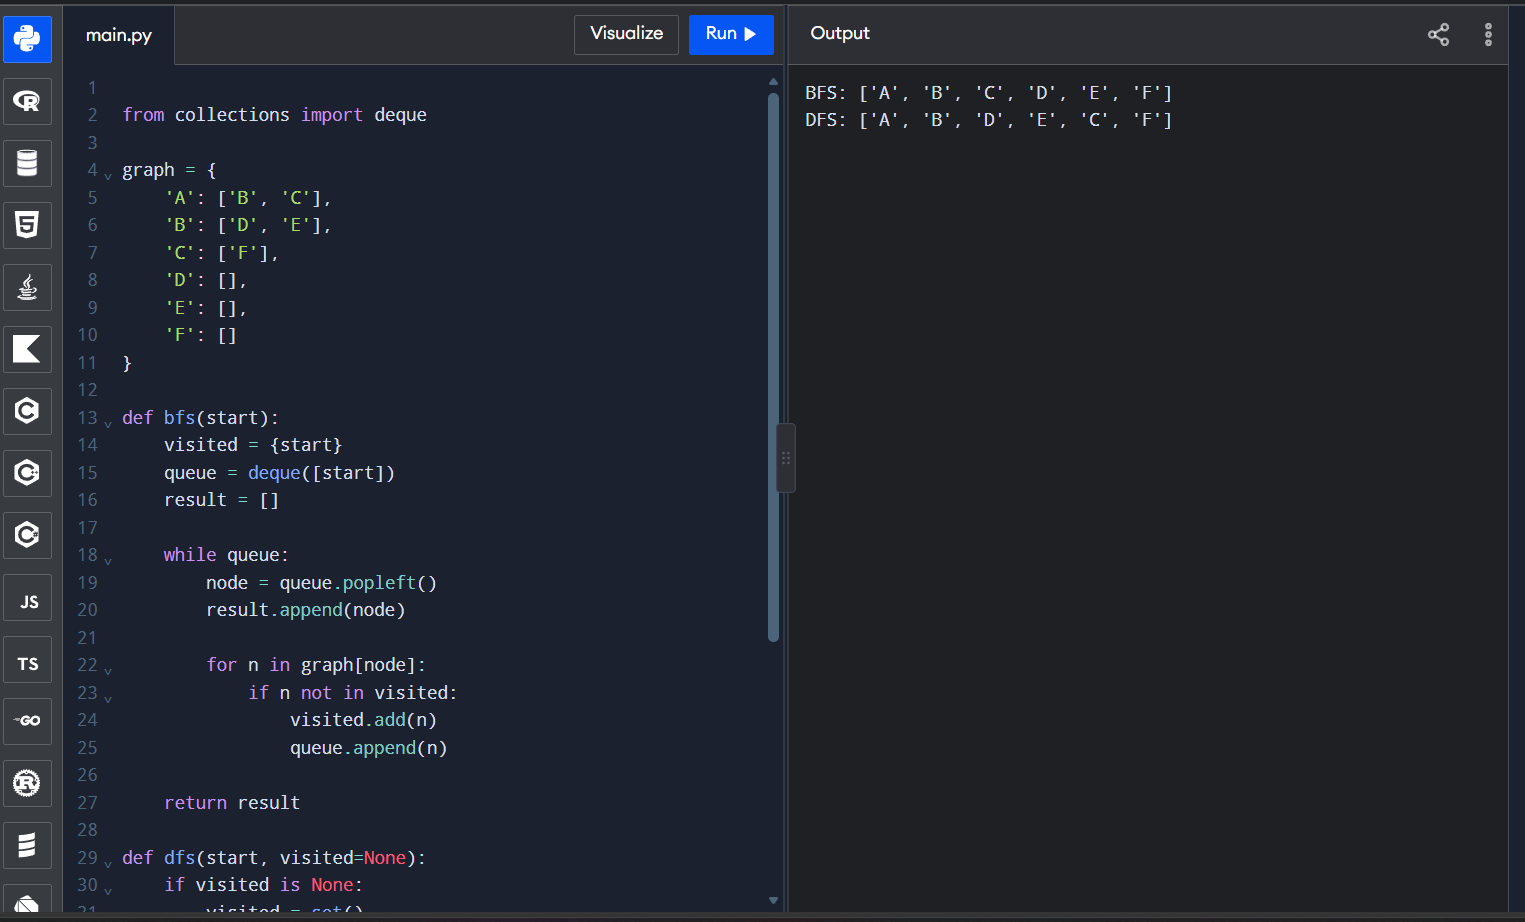 main.py
Visualize
Run
Output
1
2 from collections import deque
3
4 graph = {
5     'A': ['B', 'C'],
6     'B': ['D', 'E'],
7     'C': ['F'],
8     'D': [],
9     'E': [],
10     'F': []
11 }
12
13 def bfs(start):
14     visited = {start}
15     queue = deque([start])
16     result = []
17
18     while queue:
19         node = queue.popleft()
20         result.append(node)
21
22         for n in graph[node]:
23             if n not in visited:
24                 visited.add(n)
25                 queue.append(n)
26
27     return result
28
29 def dfs(start, visited=None):
30     if visited is None:
31         visited = set()
BFS: ['A', 'B', 'C', 'D', 'E', 'F']
DFS: ['A', 'B', 'D', 'E', 'C', 'F']
R
5
C
C++
C#
JS
TS
GO
R